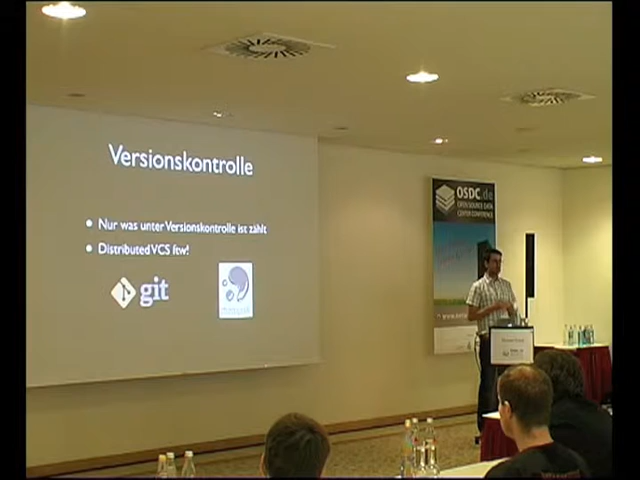 Versionskontrolle
Nur was unter Versionskontrolle ist zählt
Distributed VCS ftw!
git
OSDC.de
OPEN SOURCE DATA
CENTER CONFERENCE